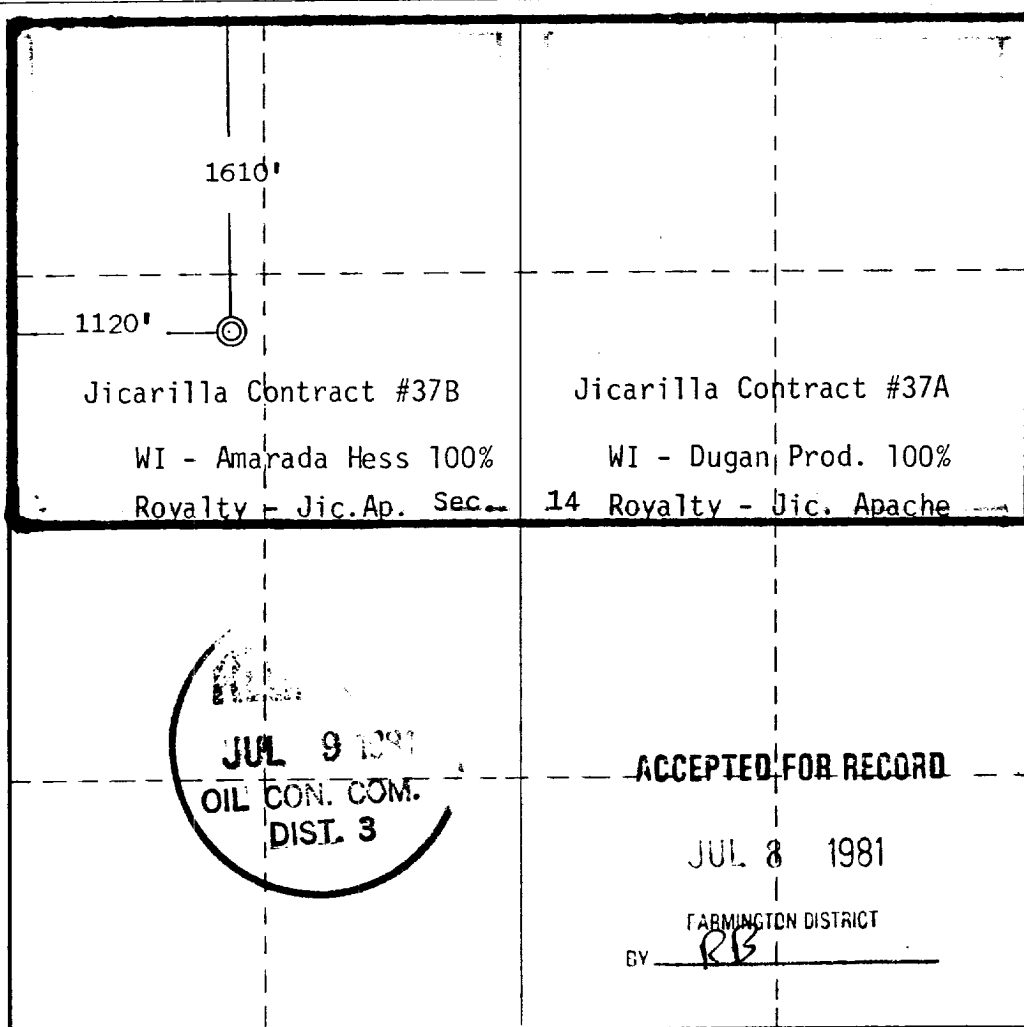 1610'
1120'
Jicarilla Contract #37B
WI - Amarada Hess 100%
Royalty - Jic.Ap. Sec.
Jicarilla Contract #37A
WI - Dugan Prod. 100%
14 Royalty - Jic. Apache
JUL 9 1981
OIL CON. COM.
DIST. 3
ACCEPTED FOR RECORD
JUL 8 1981
FARMINGTON DISTRICT
BY RB